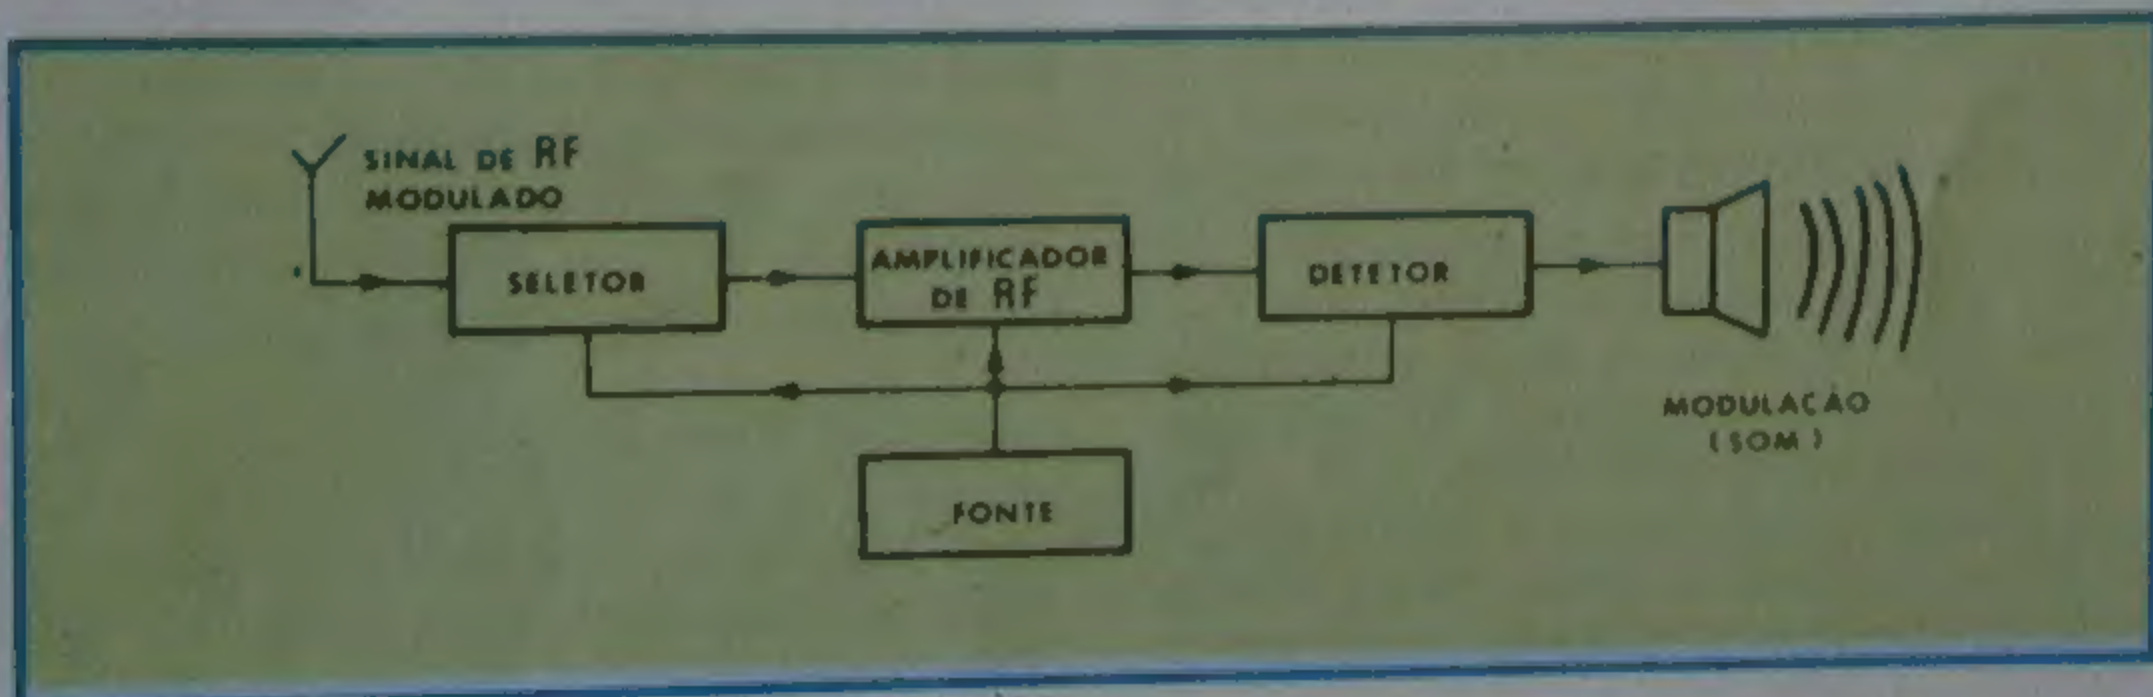 SINAL DE RF
MODULADO
SELETOR
AMPLIFICADOR
DE RF
DETETOR
FONTE
MODULAÇÃO
(SOM)